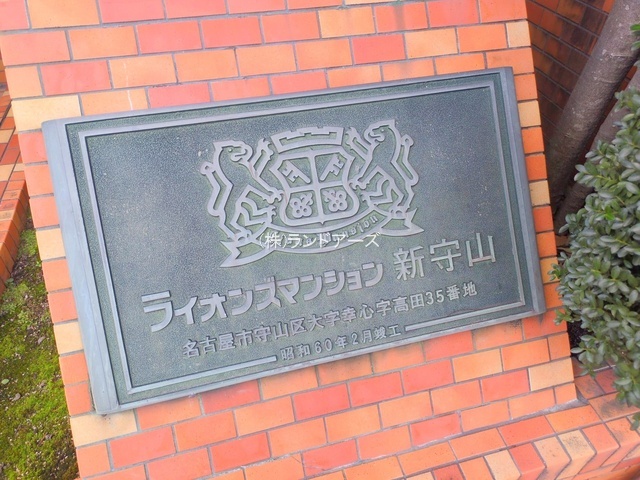 (株)ランドアーズ
ライオンズマンション 新守山
名古屋市守山区大字幸心字高田35番地
昭和60年2月竣工